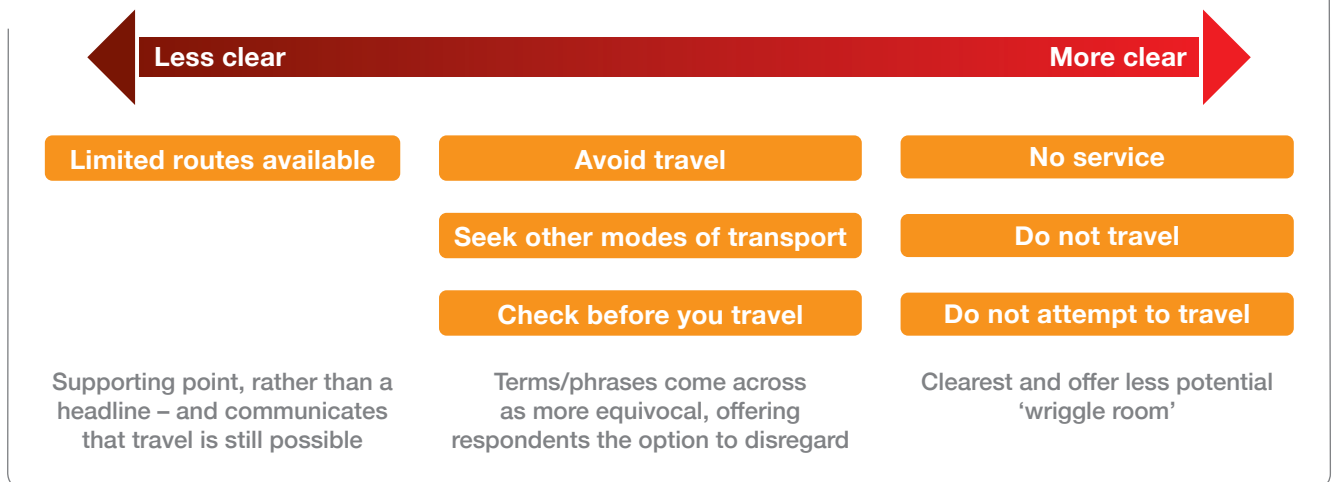 Less clear
More clear
Limited routes available
Avoid travel
No service
Seek other modes of transport
Do not travel
Check before you travel
Do not attempt to travel
Supporting point, rather than a
headline – and communicates
that travel is still possible
Terms/phrases come across
as more equivocal, offering
respondents the option to disregard
Clearest and offer less potential
‘wriggle room’